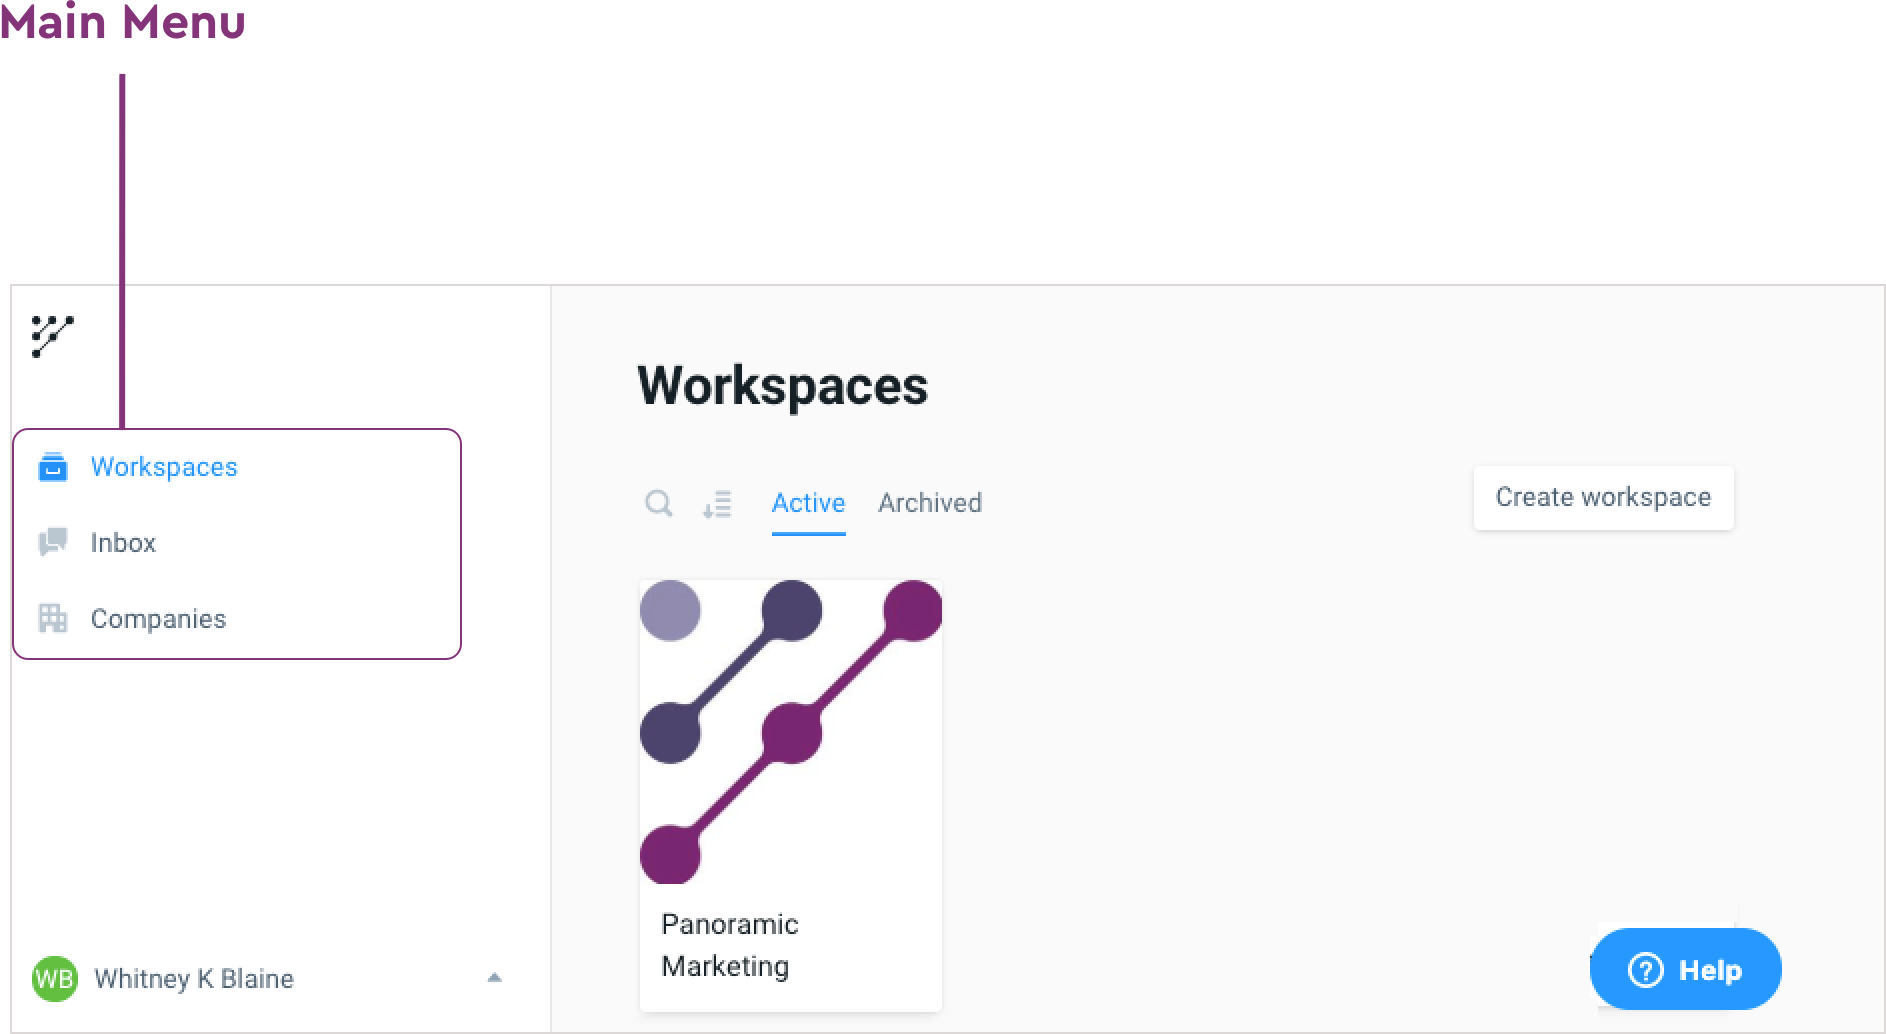 Main Menu
Workspaces
Inbox
Companies
WB Whitney K Blaine
Workspaces
Active Archived
Create workspace
Panoramic
Marketing
Help